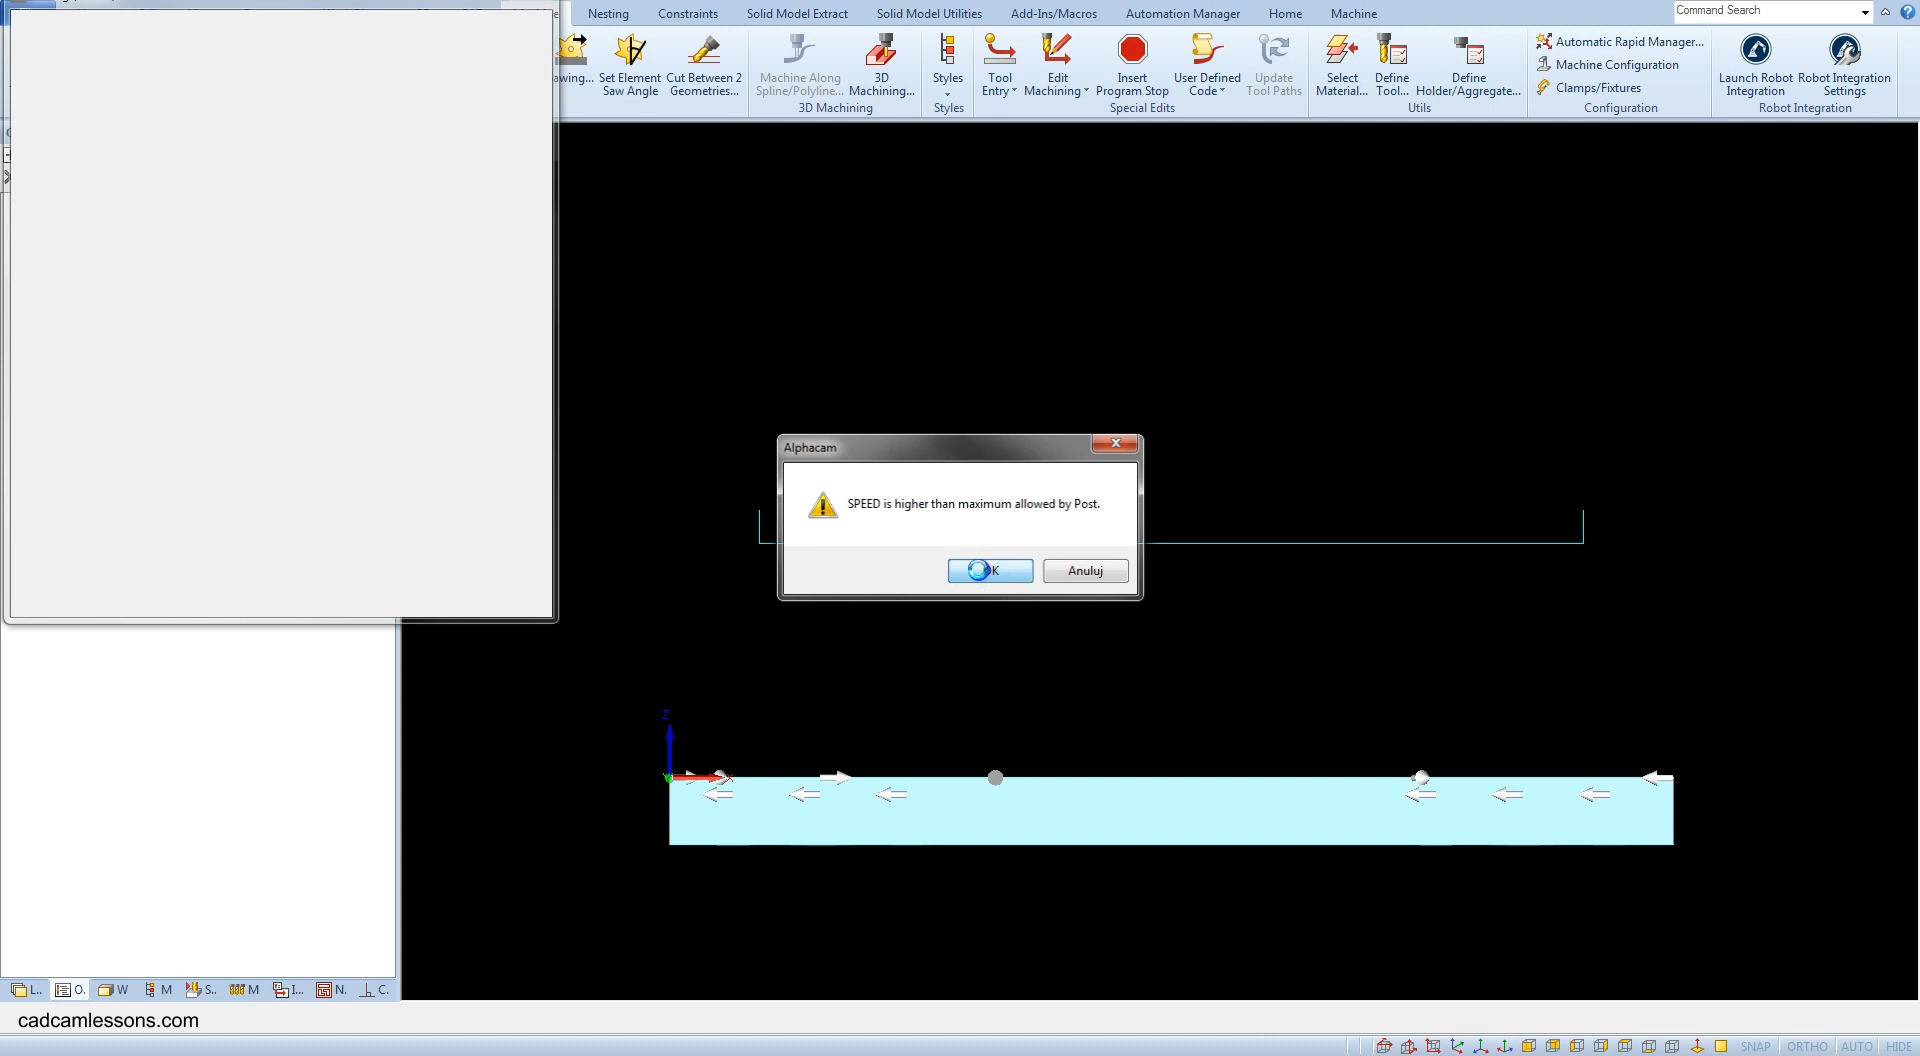 Nesting Constraints Solid Model Extract Solid Model Utilities Add-Ins/Macros Automation Manager Home Machine Command Search
Set Element
Saw Angle
Cut Between 2
Geometries...
Machine Along
Spline/Polyline...
3D
Machining...
3D Machining
Styles
Styles
Tool
Entry
Edit
Machining
Insert
Program Stop
User Defined
Code
Update
Tool Paths
Special Edits
Select
Material...
Define
Tool...
Define
Holder/Aggregate...
Utils
Automatic Rapid Manager...
Machine Configuration
Clamps/Fixtures
Configuration
Launch Robot
Integration
Robot Integration
Settings
Robot Integration
Alphacam
SPEED is higher than maximum allowed by Post.
Anuluj
Z
X
L.. O. W M S.. M I... N. C.
cadcamlessons.com
SNAP ORTHO AUTO HIDE